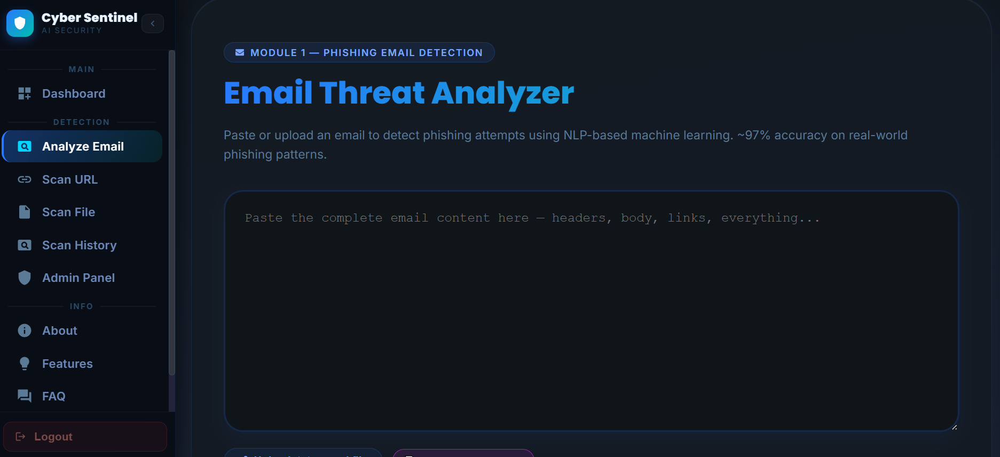 Cyber Sentinel
AI SECURITY
MAIN
Dashboard
DETECTION
Analyze Email
Scan URL
Scan File
Scan History
Admin Panel
INFO
About
Features
FAQ
Logout
MODULE 1 — PHISHING EMAIL DETECTION
Email Threat Analyzer
Paste or upload an email to detect phishing attempts using NLP-based machine learning. ~97% accuracy on real-world
phishing patterns.
Paste the complete email content here — headers, body, links, everything...